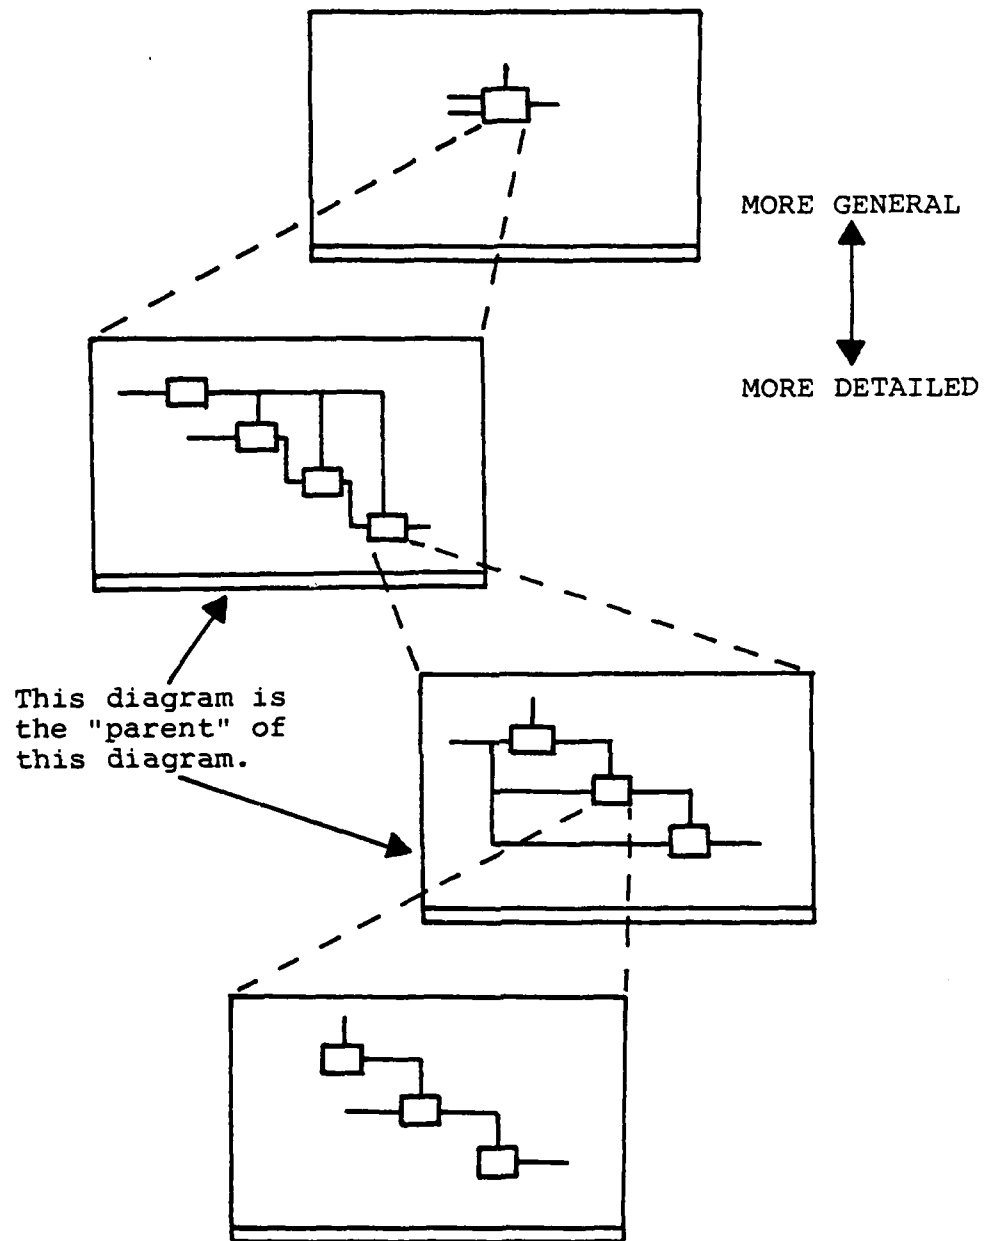 MORE GENERAL
MORE DETAILED
This diagram is
the "parent" of
this diagram.